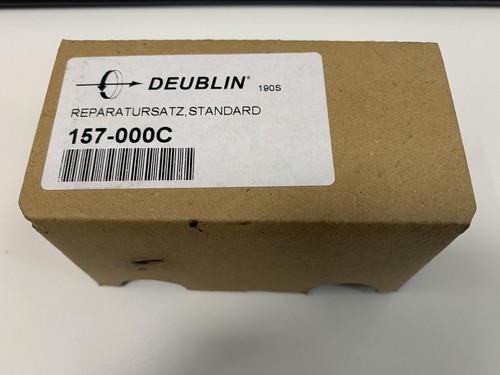 DEUBLIN® 190S
REPARATURSATZ,STANDARD
157-000C